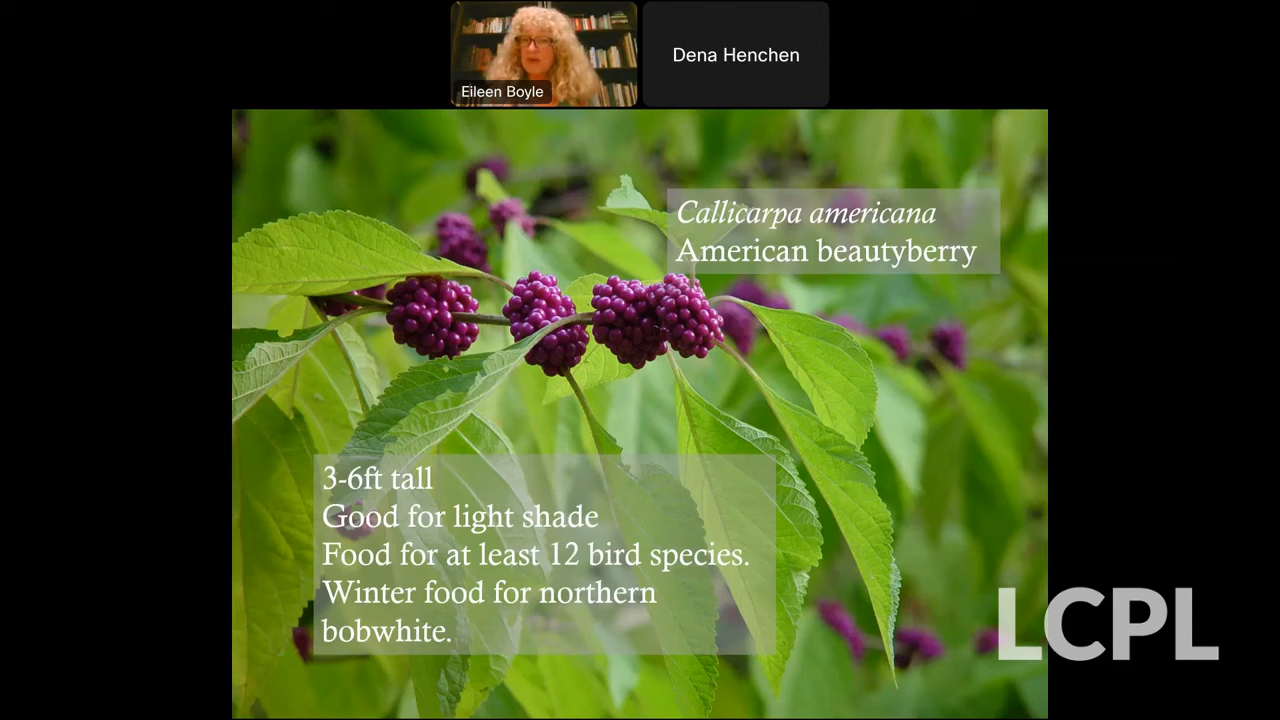 Eileen Boyle
Dena Henchen
Callicarpa americana
American beautyberry
3-6ft tall
Good for light shade
Food for at least 12 bird species.
Winter food for northern
bobwhite.
LCPL